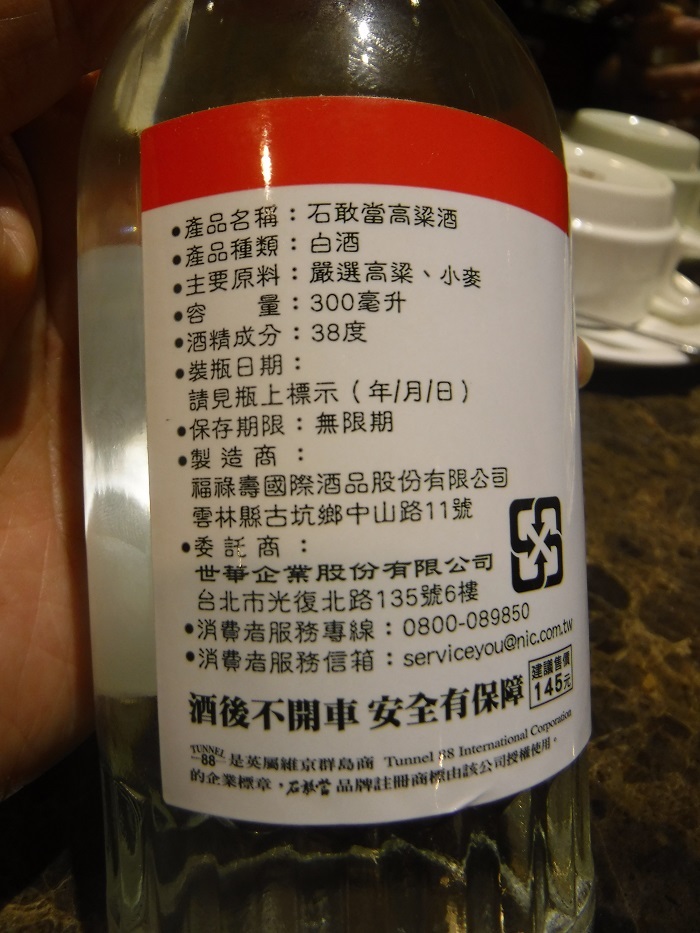 ●產品名稱：石敢當高粱酒
●產品種類：白酒
●主要原料：嚴選高粱、小麥
●容　　量：300毫升
●酒精成分：38度
●裝瓶日期：
請見瓶上標示（年/月/日）
●保存期限：無限期
●製造商：
福祿壽國際酒品股份有限公司
雲林縣古坑鄉中山路11號
●委託商：
世華企業股份有限公司
台北市光復北路135號6樓
●消費者服務專線：0800-089850
●消費者服務信箱：serviceyou@nic.com.tw
建議售價
145元
酒後不開車 安全有保障
TUNNEL 88 是英屬維京群島商 Tunnel 88 International Corporation
的企業標章，石敢當 品牌註冊商標由該公司授權使用。